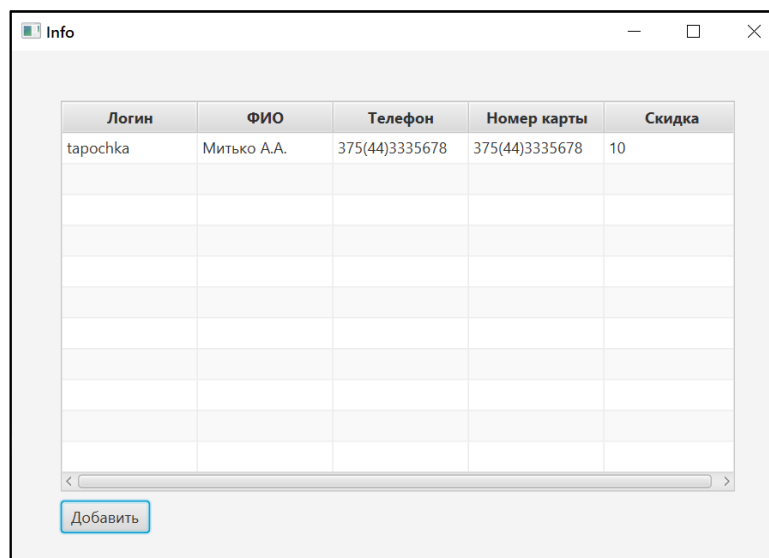 Info
Логин ФИО Телефон Номер карты Скидка
tapochka Митько А.А. 375(44)3335678 375(44)3335678 10
Добавить